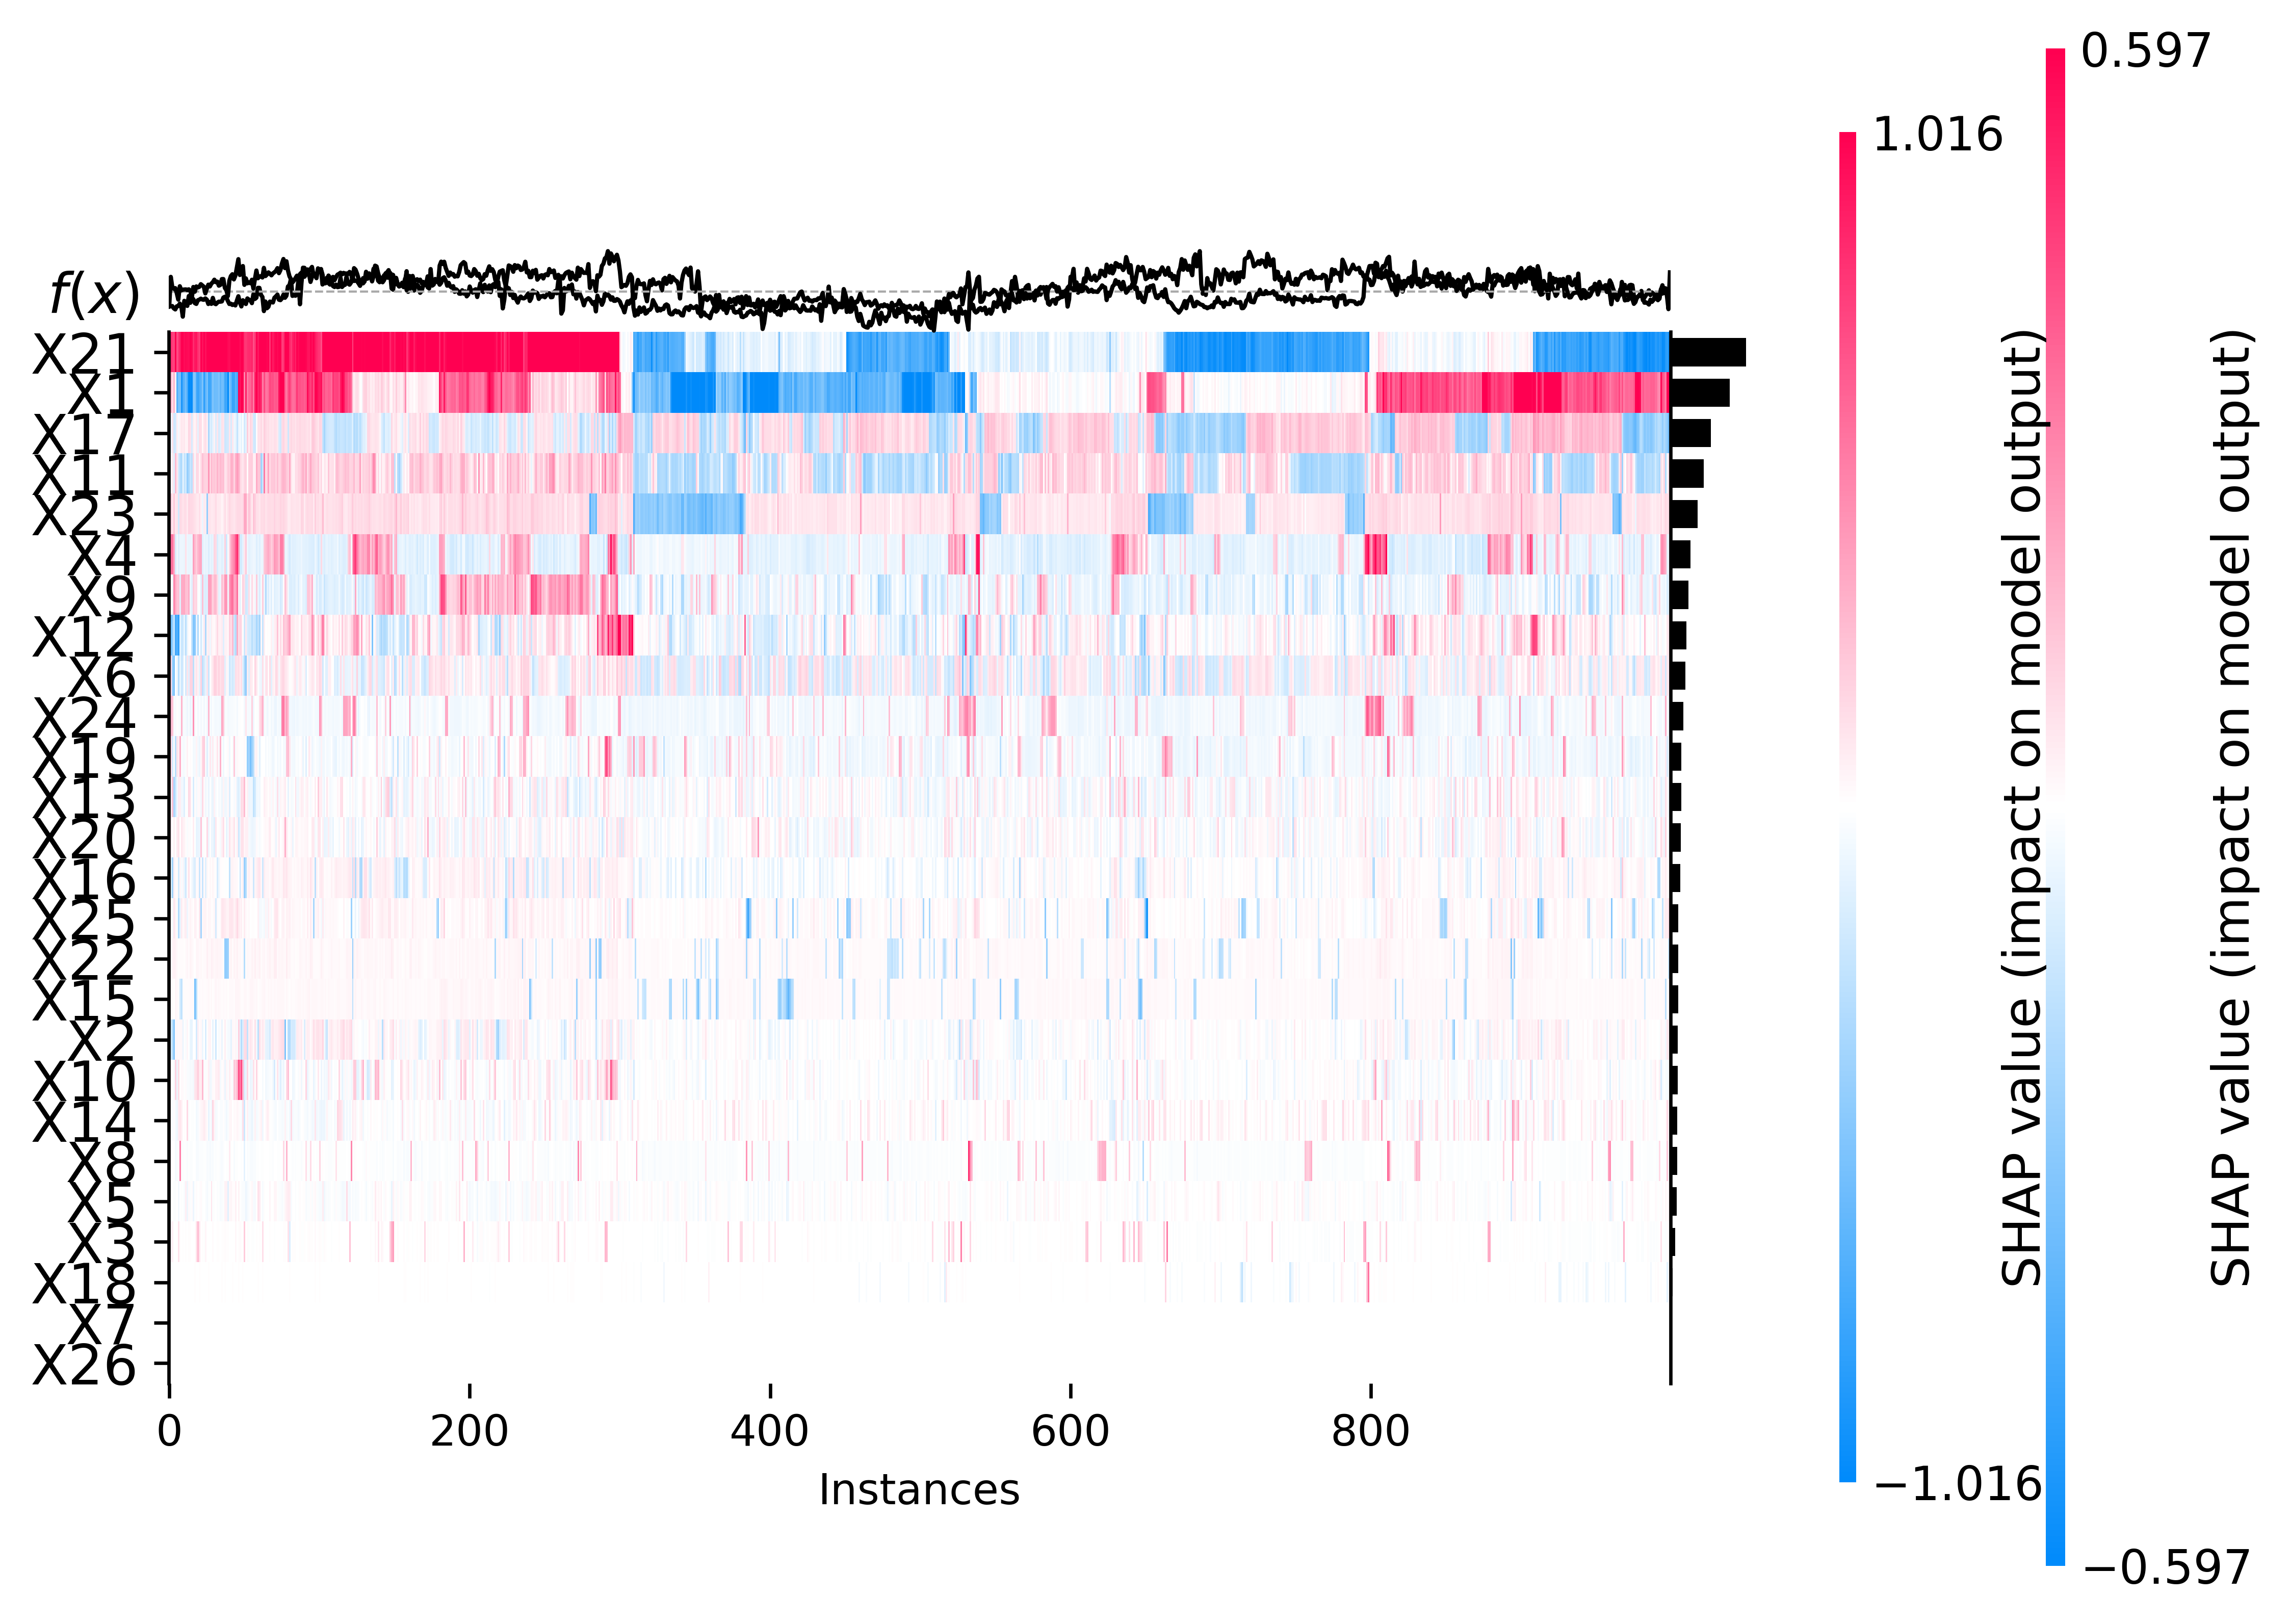 0.597
1.016
f(x)
X21
X1
X17
X11
X23
X4
X9
X12
X6
X24
X19
X13
X20
X16
X25
X22
X15
X2
X10
X14
X8
X5
X3
X18
X7
X26
0 200 400 600 800
Instances
SHAP value (impact on model output)
SHAP value (impact on model output)
−1.016
−0.597